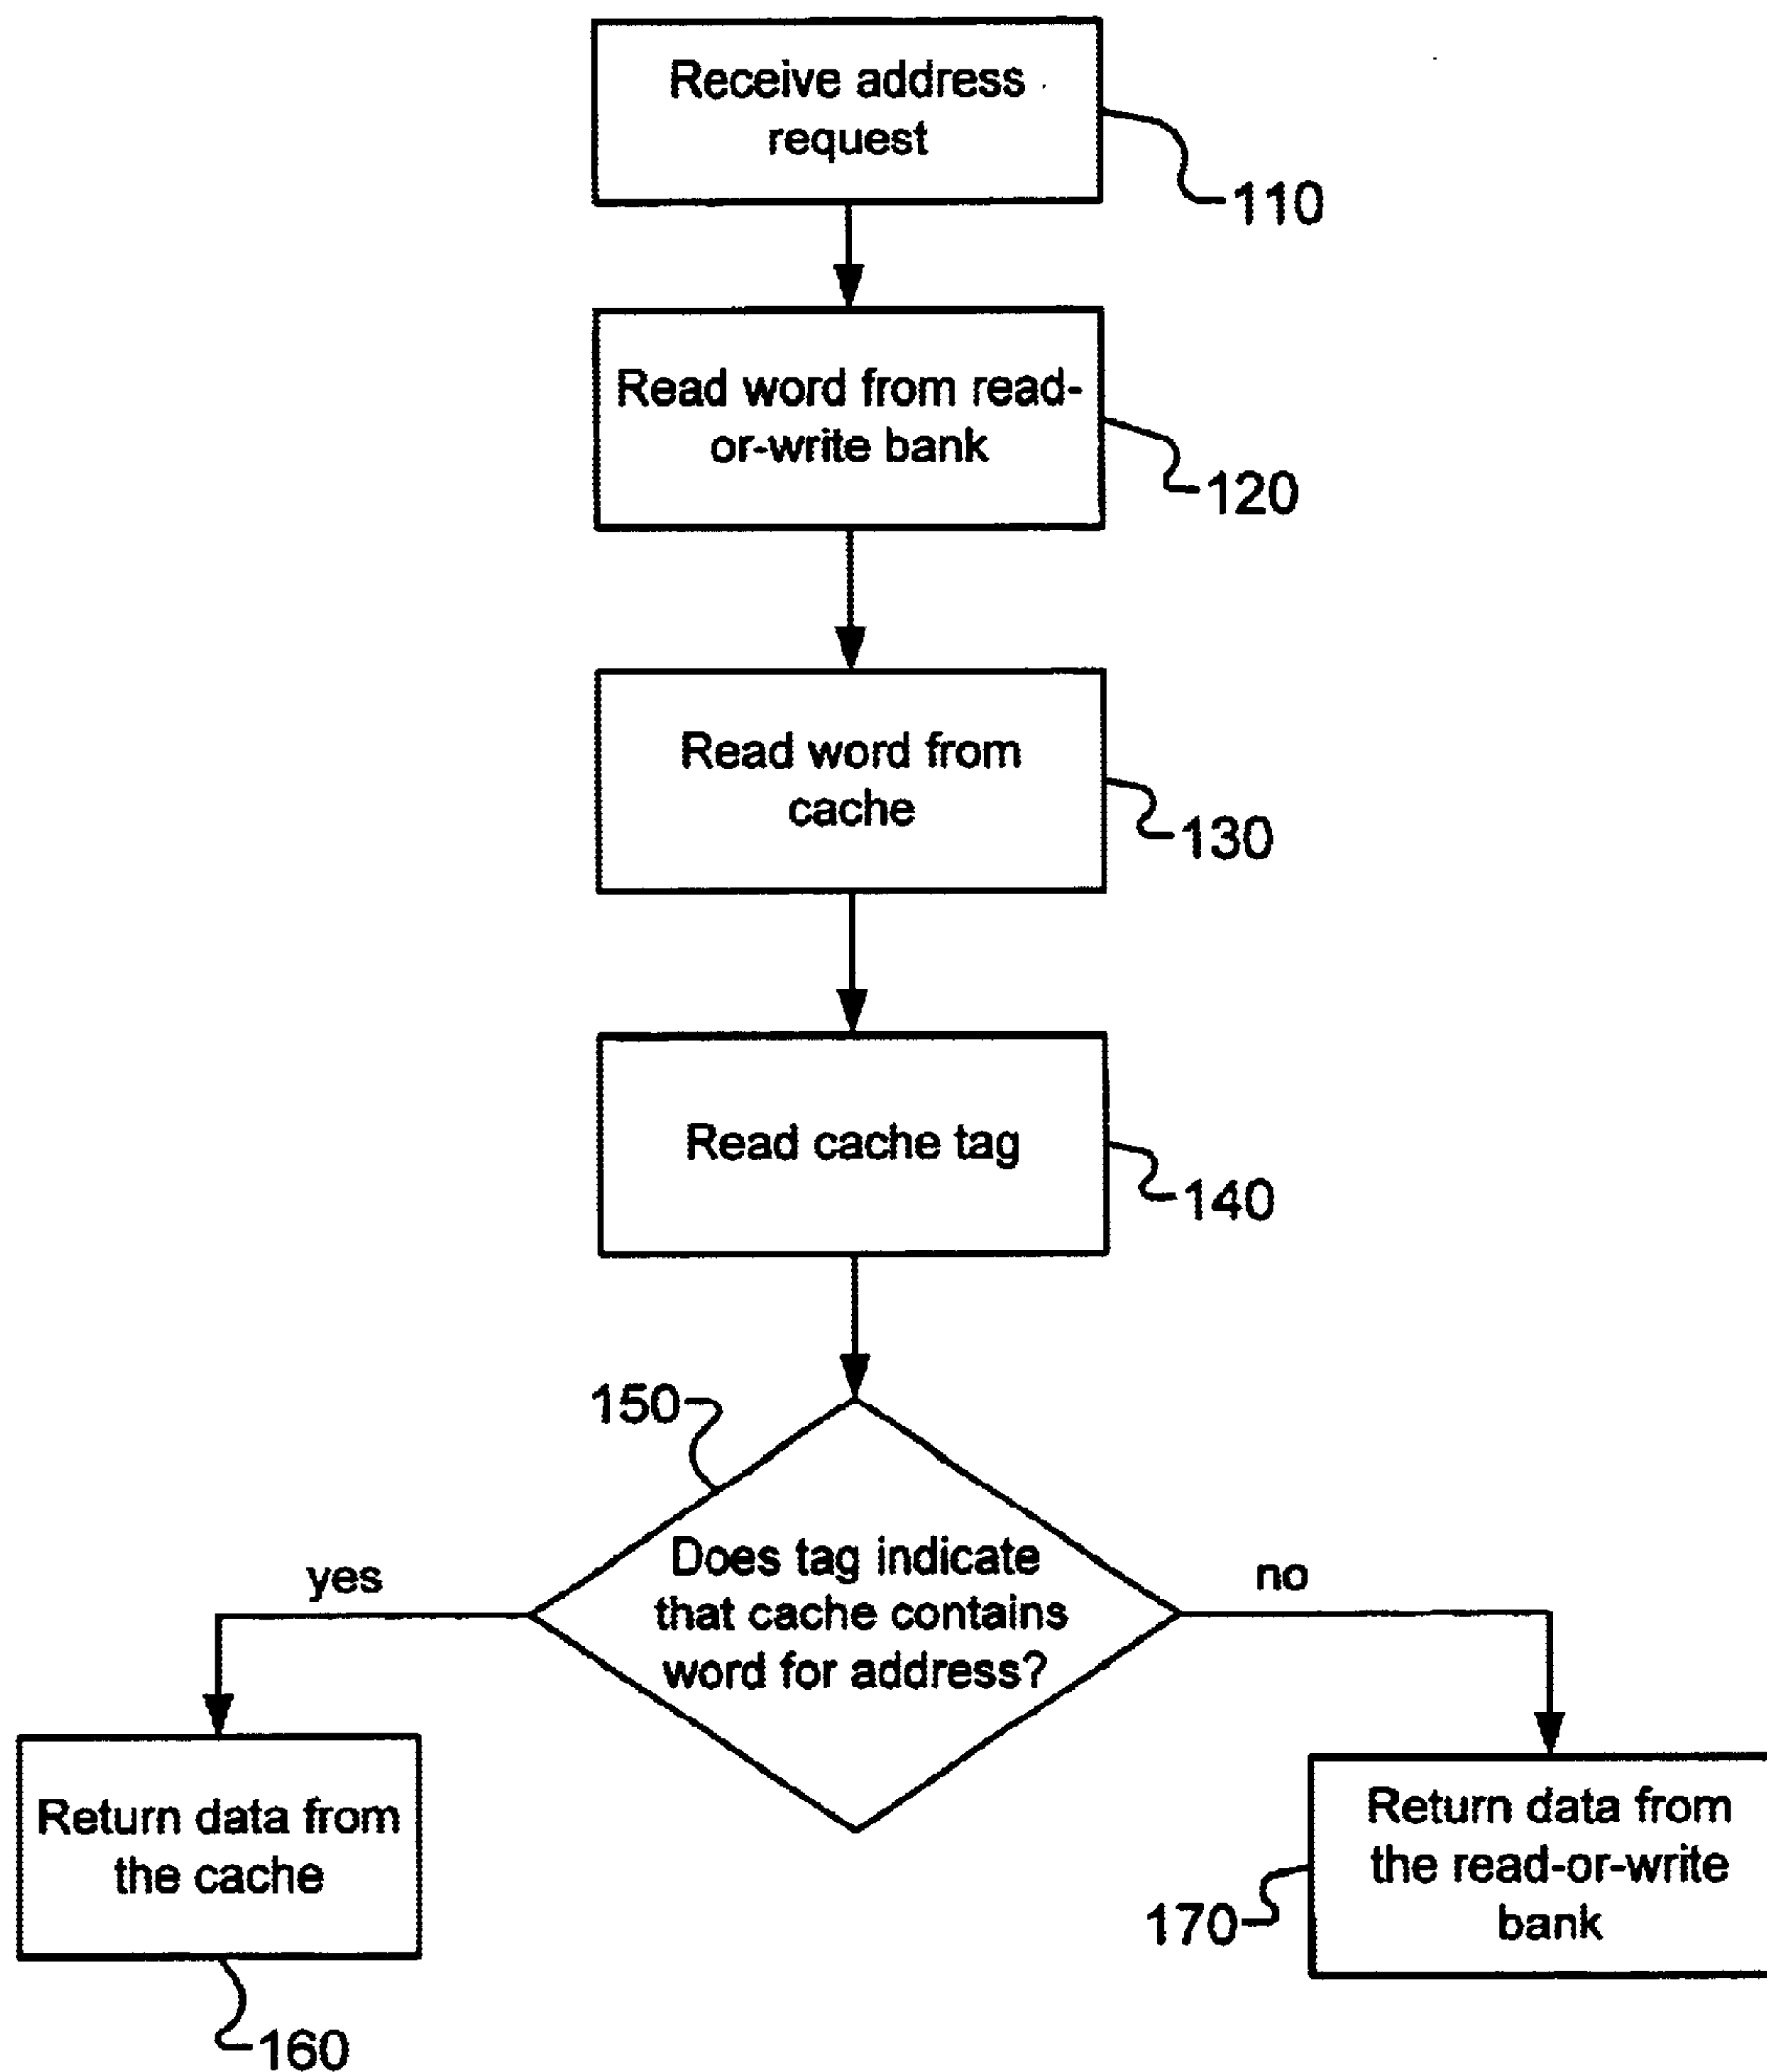 Receive address
request
110
Read word from read-
or-write bank
120
Read word from
cache
130
Read cache tag
140
150
Does tag indicate
that cache contains
word for address?
yes
no
Return data from
the cache
160
Return data from
the read-or-write
bank
170